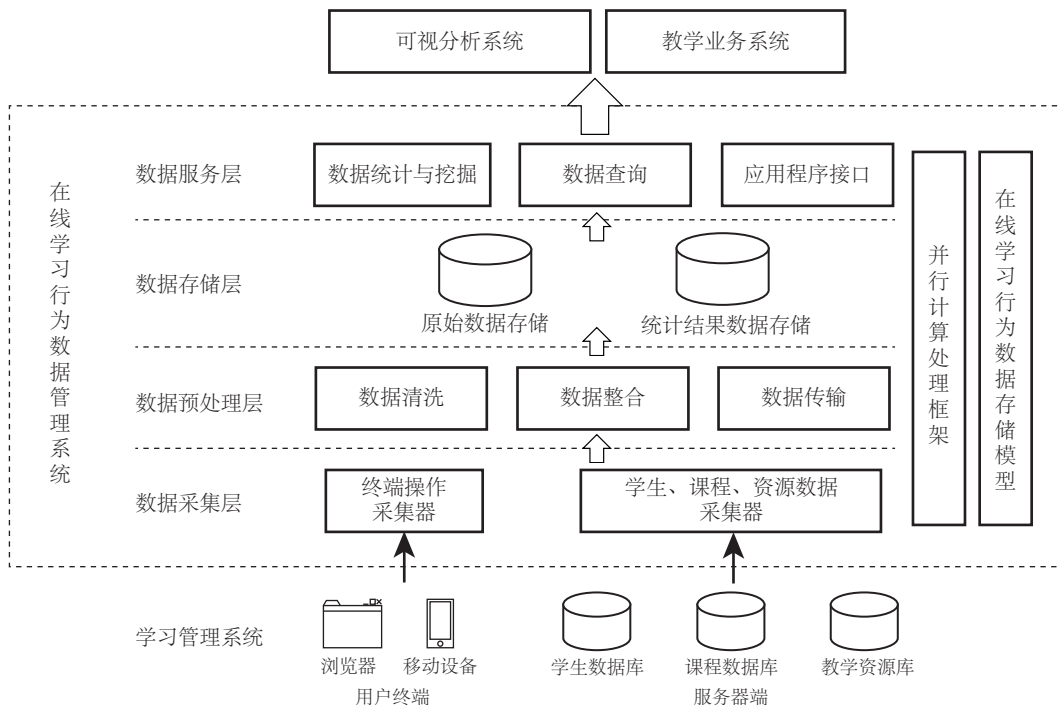 可视分析系统
教学业务系统
在线学习行为数据管理系统
数据服务层
数据统计与挖掘
数据查询
应用程序接口
数据存储层
原始数据存储
统计结果数据存储
数据预处理层
数据清洗
数据整合
数据传输
数据采集层
终端操作
采集器
学生、课程、资源数据
采集器
并行计算处理框架
在线学习行为数据存储模型
学习管理系统
浏览器
移动设备
学生数据库
课程数据库
教学资源库
用户终端
服务器端